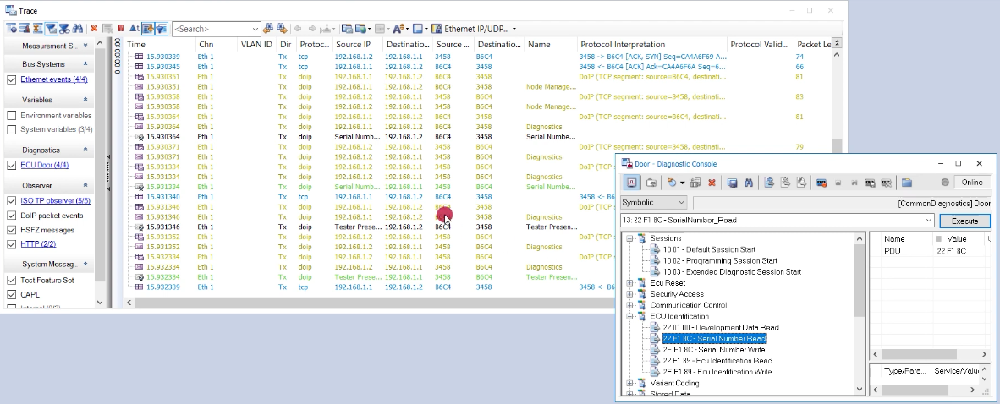 Trace
<Search>
Ethernet IP/UDP...
Measurement S..
Bus Systems
Ethernet events (4/4)
Variables
Environment variables
System variables (3/4)
Diagnostics
ECU Door (4/4)
Observer
ISO TP observer (5/5)
DoIP packet events
HSFZ messages
HTTP (2/2)
System Messag..
Test Feature Set
CAPL
Internal (0/3)
00:00:00:00
Time Chn VLAN ID Dir Protoc... Source IP Destinatio... Source ... Destinatio... Name Protocol Interpretation Protocol Valid... Packet Le
15.930339 Eth 1 Tx tcp 192.168.1.2 192.168.1.1 3458 B6C4 3458 -> B6C4 [ACK, SYN] Seq=CA4A6F69 A... 74
15.930345 Eth 1 Tx tcp 192.168.1.1 192.168.1.2 B6C4 3458 3458 <- B6C4 [ACK] Ack=CA4A6F6A Seq=6... 66
15.930351 Eth 1 Tx doip 192.168.1.1 192.168.1.2 B6C4 3458 DoIP (TCP segment: source=B6C4, destinati... 81
15.930351 Eth 1 Tx doip 192.168.1.1 192.168.1.2 B6C4 3458 Node Manage...
15.930358 Eth 1 Tx doip 192.168.1.2 192.168.1.1 3458 B6C4 DoIP (TCP segment: source=3458, destinati... 83
15.930358 Eth 1 Tx doip 192.168.1.2 192.168.1.1 3458 B6C4 Node Manage...
15.930364 Eth 1 Tx doip 192.168.1.1 192.168.1.2 B6C4 3458 DoIP (TCP segment: source=B6C4, destinati... 81
15.930364 Eth 1 Tx doip 192.168.1.1 192.168.1.2 B6C4 3458 Diagnostics
15.930364 Eth 1 Tx doip Serial Numb... 192.168.1.2 B6C4 3458 Serial Numbe...
15.930371 Eth 1 Tx doip 192.168.1.2 192.168.1.1 3458 B6C4 DoIP (TCP segment: source=3458, destinati... 79
15.930371 Eth 1 Tx doip 192.168.1.2 192.168.1.1 3458 B6C4 Diagnostics
15.931334 Eth 1 Tx doip 192.168.1.2 192.168.1.1 3458 B6C4 DoIP (TCP s
15.931334 Eth 1 Tx doip 192.168.1.2 192.168.1.1 3458 B6C4 Diagnostics
15.931334 Eth 1 Tx doip Serial Numb... 192.168.1.1 3458 B6C4 Serial Numbe...
15.931340 Eth 1 Tx tcp 192.168.1.1 192.168.1.2 B6C4 3458 3458 <- B6
15.931346 Eth 1 Tx doip 192.168.1.1 192.168.1.2 3458 DoIP (TCP s
15.931346 Eth 1 Tx doip 192.168.1.1 192.168.1.2 3458 Diagnostics
15.931346 Eth 1 Tx doip Tester Prese... 192.168.1.2 B6C4 3458 Tester Presen...
15.931352 Eth 1 Tx doip 192.168.1.2 192.168.1.1 3458 B6C4 DoIP (TCP
15.931352 Eth 1 Tx doip 192.168.1.2 192.168.1.1 3458 B6C4 Diagnostics
15.932334 Eth 1 Tx doip 192.168.1.2 192.168.1.1 3458 B6C4 DoIP (TCP
15.932334 Eth 1 Tx doip 192.168.1.2 192.168.1.1 3458 B6C4 Diagnostics
15.932334 Eth 1 Tx doip Tester Prese... 192.168.1.1 3458 B6C4 Tester Presen...
15.932339 Eth 1 Tx tcp 192.168.1.1 192.168.1.2 B6C4 3458 3458 <- B6
Door - Diagnostic Console
Online
Symbolic
[CommonDiagnostics] Door
13: 22 F1 8C - SerialNumber_Read
Execute
Sessions
10 01 - Default Session Start
10 02 - Programming Session Start
10 03 - Extended Diagnostic Session Start
Ecu Reset
Security Access
Communication Control
ECU Identification
22 01 00 - Development Data Read
22 F1 8C - Serial Number Read
2E F1 8C - Serial Number Write
22 F1 89 - Ecu Identification Read
2E F1 89 - Ecu Identification Write
Variant Coding
Stored Data
Name Value
PDU 22 F1 8C
Type/Para... Service/Valu